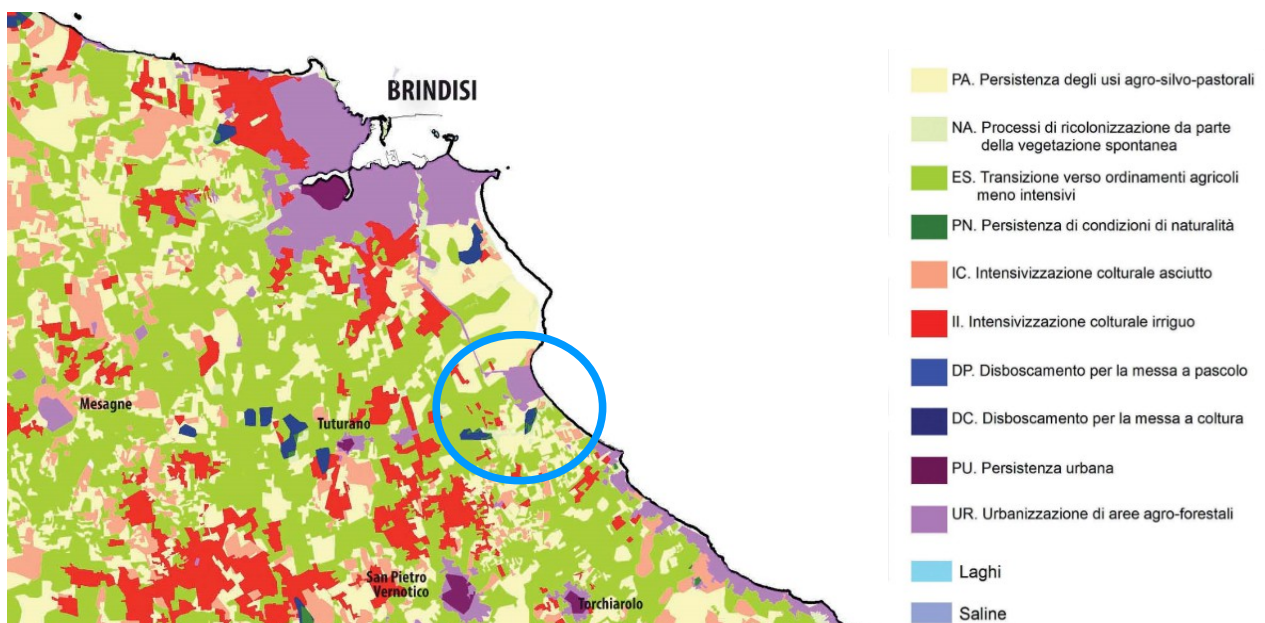 BRINDISI
Mesagne
Tuturano
San Pietro
Vernotico
Torchiarolo
PA. Persistenza degli usi agro-silvo-pastorali
NA. Processi di ricolonizzazione da parte
della vegetazione spontanea
ES. Transizione verso ordinamenti agricoli
meno intensivi
PN. Persistenza di condizioni di naturalità
IC. Intensivizzazione colturale asciutto
II. Intensivizzazione colturale irriguo
DP. Disboscamento per la messa a pascolo
DC. Disboscamento per la messa a coltura
PU. Persistenza urbana
UR. Urbanizzazione di aree agro-forestali
Laghi
Saline